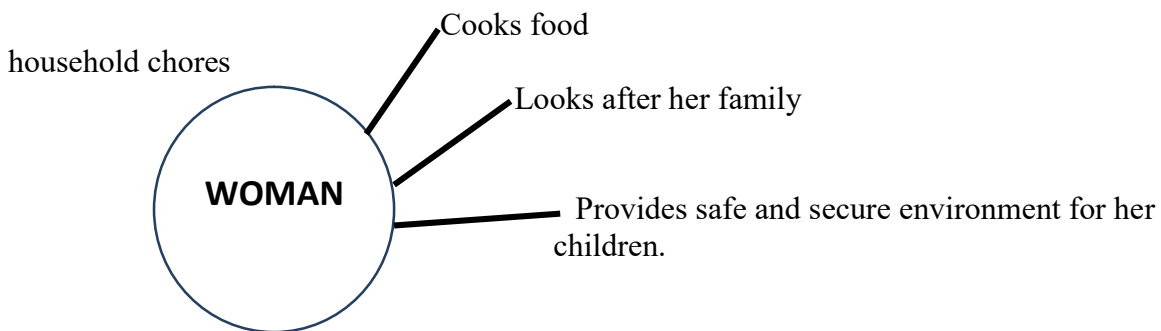 Cooks food
household chores
Looks after her family
WOMAN
Provides safe and secure environment for her
children.